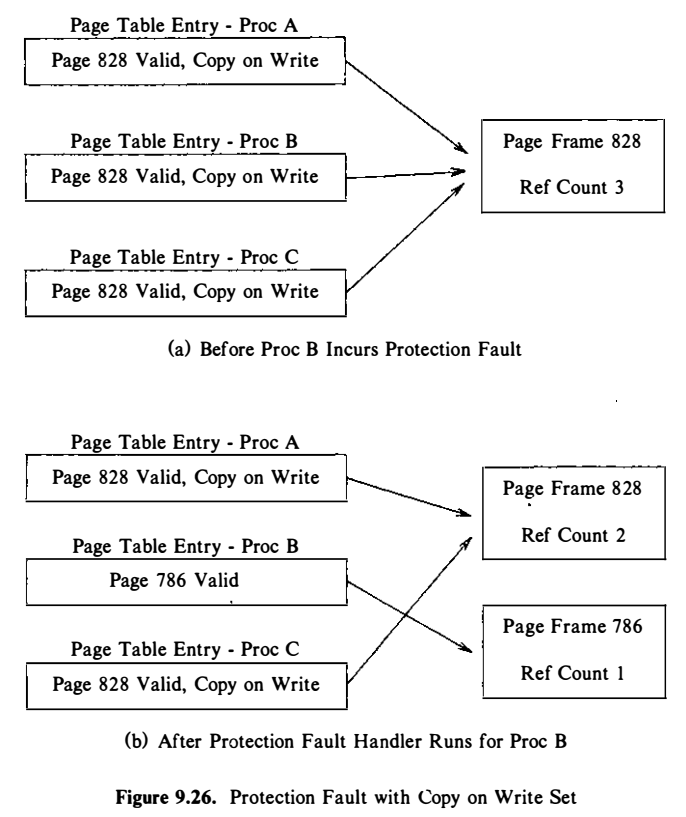 Page Table Entry - Proc A
Page 828 Valid, Copy on Write
Page Table Entry - Proc B
Page 828 Valid, Copy on Write
Page Table Entry - Proc C
Page 828 Valid, Copy on Write
Page Frame 828
Ref Count 3
(a) Before Proc B Incurs Protection Fault
Page Table Entry - Proc A
Page 828 Valid, Copy on Write
Page Table Entry - Proc B
Page 786 Valid
Page Table Entry - Proc C
Page 828 Valid, Copy on Write
Page Frame 828
Ref Count 2
Page Frame 786
Ref Count 1
(b) After Protection Fault Handler Runs for Proc B
Figure 9.26. Protection Fault with Copy on Write Set